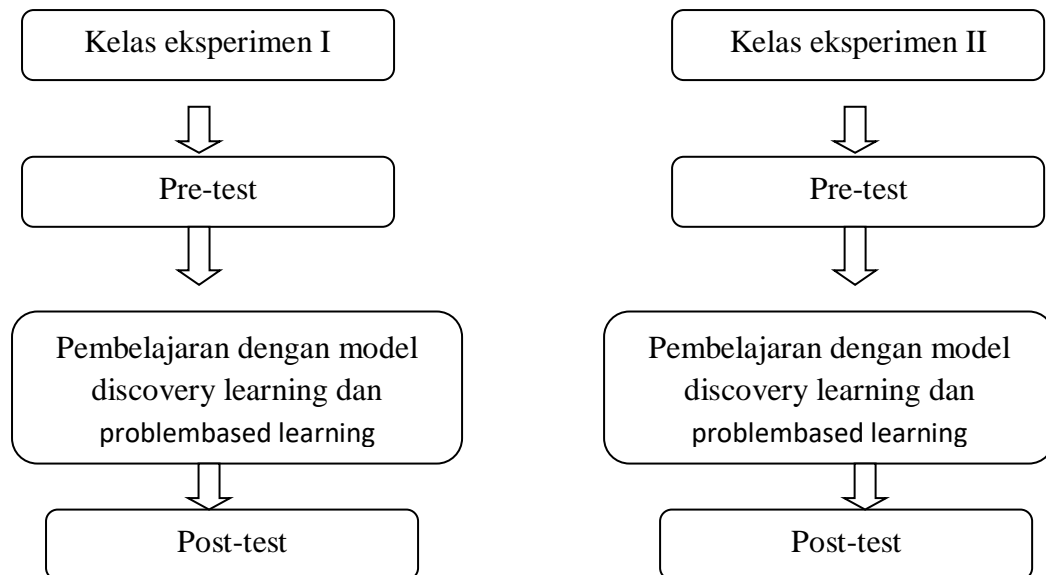 Kelas eksperimen I
Kelas eksperimen II
Pre-test
Pre-test
Pembelajaran dengan model
discovery learning dan
problembased learning
Pembelajaran dengan model
discovery learning dan
problembased learning
Post-test
Post-test